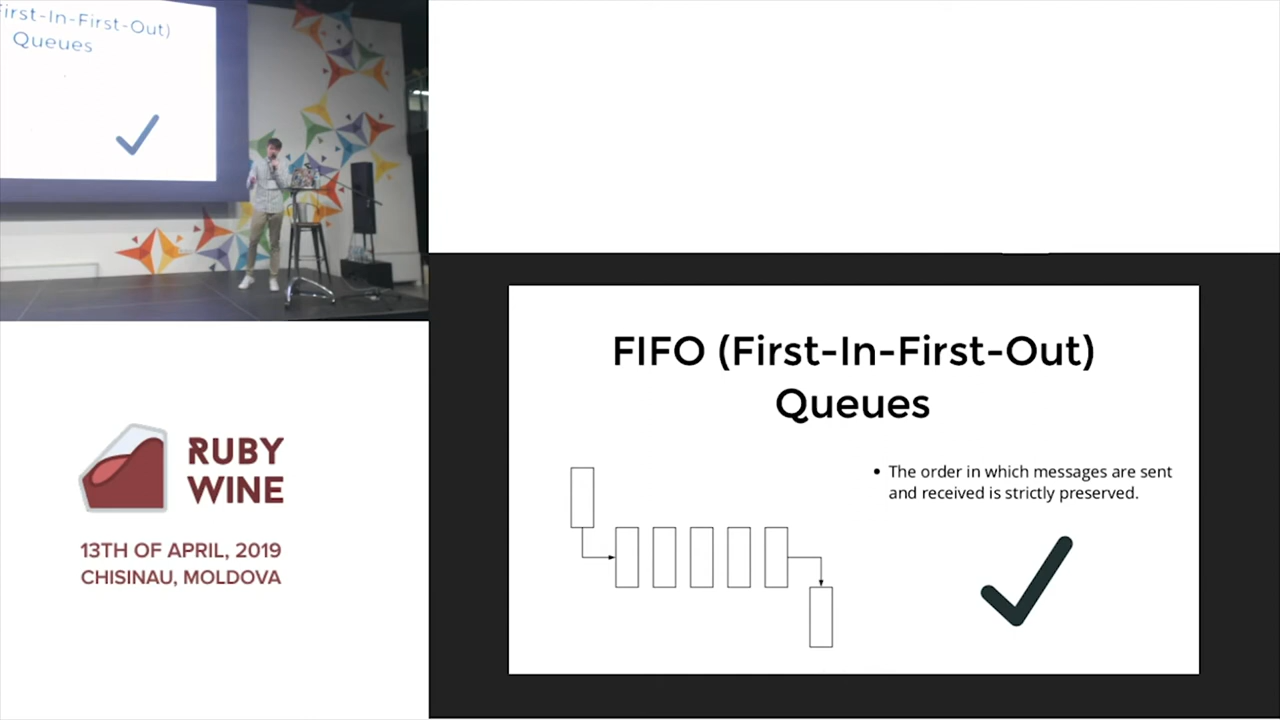 First-In-First-Out)
Queues
RUBY
WINE
13TH OF APRIL, 2019
CHISINAU, MOLDOVA
FIFO (First-In-First-Out)
Queues
• The order in which messages are sent
and received is strictly preserved.